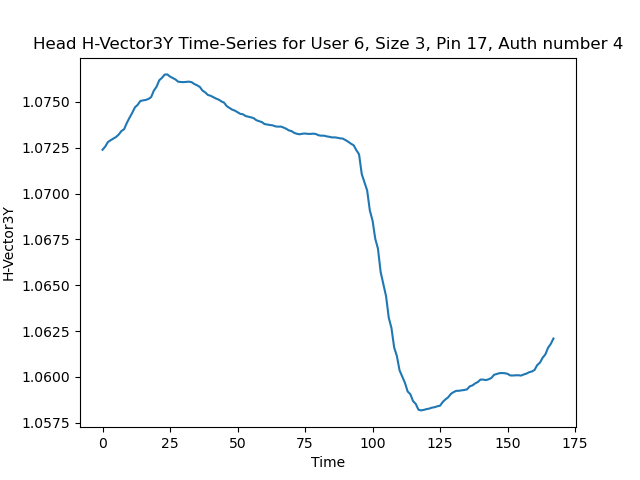 Head H-Vector3Y Time-Series for User 6, Size 3, Pin 17, Auth number 4
H-Vector3Y
1.0750
1.0725
1.0700
1.0675
1.0650
1.0625
1.0600
1.0575
0 25 50 75 100 125 150 175
Time